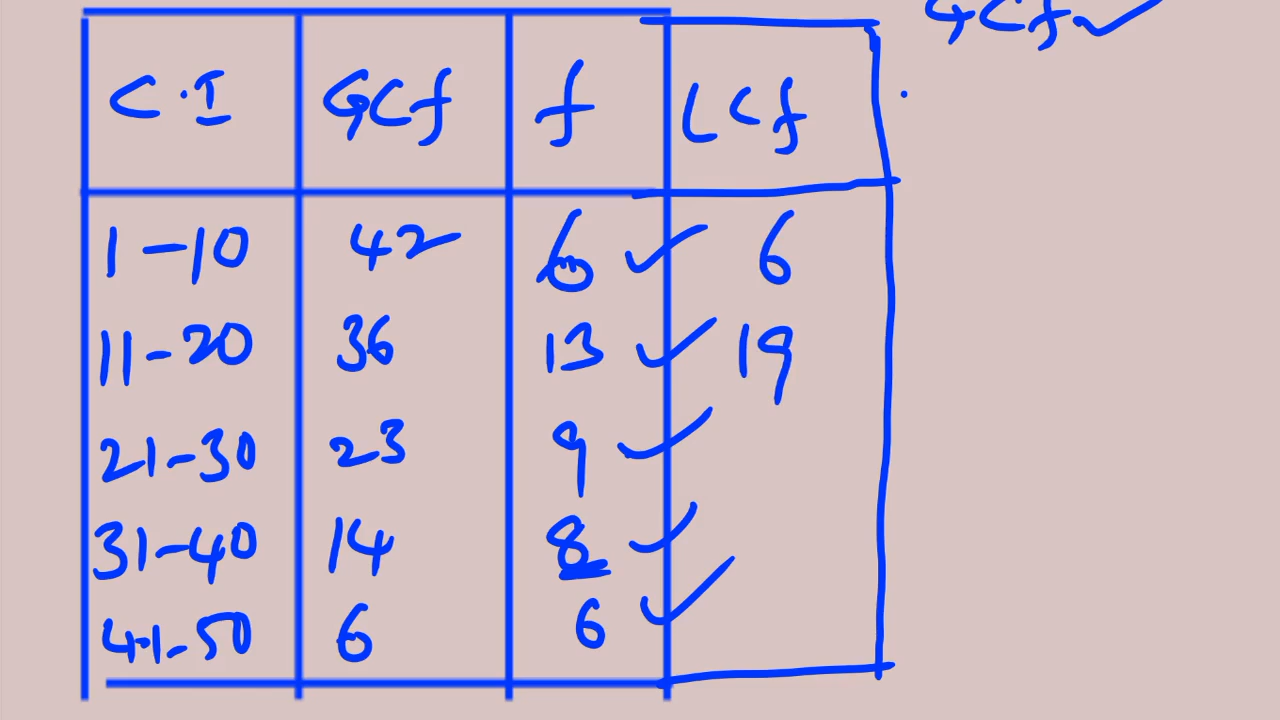 GCf
C.I GCf f LCf
1-10 42 6 6
11-20 36 13 19
21-30 23 9
31-40 14 8
41-50 6 6